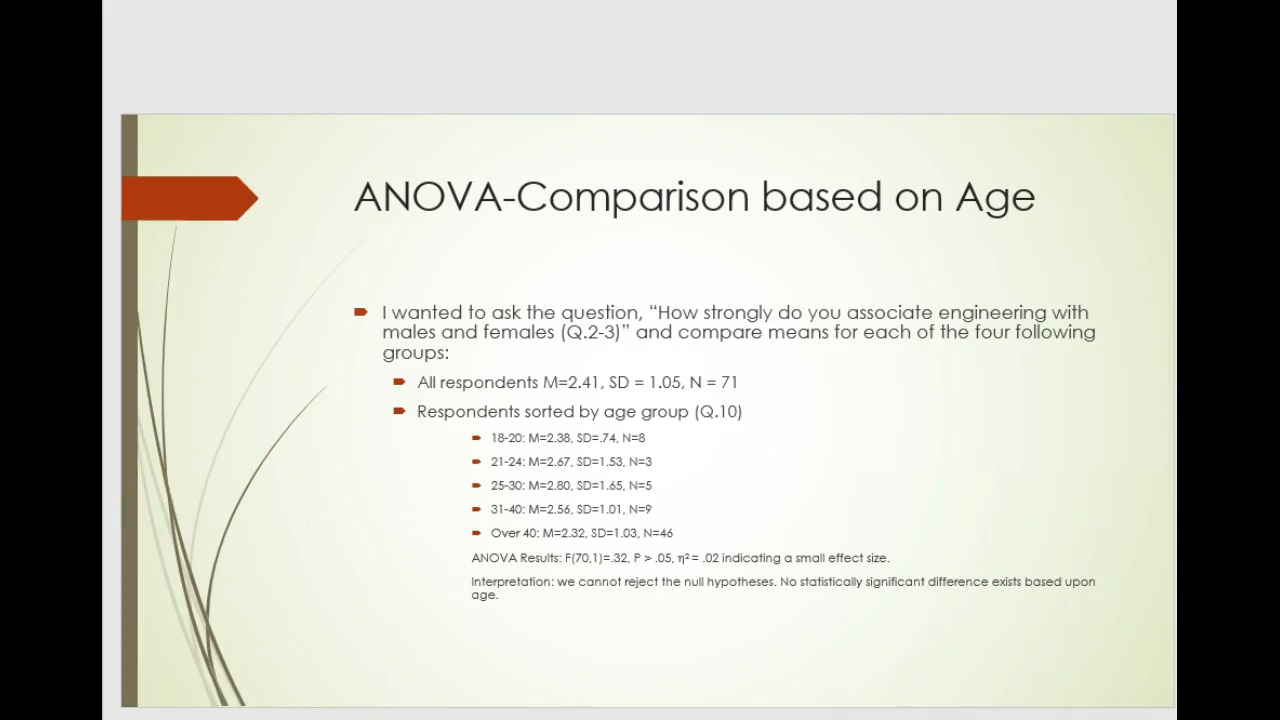 ANOVA-Comparison based on Age
I wanted to ask the question, “How strongly do you associate engineering with
males and females (Q.2-3)” and compare means for each of the four following
groups:
All respondents M=2.41, SD = 1.05, N = 71
Respondents sorted by age group (Q.10)
18-20: M=2.38, SD=.74, N=8
21-24: M=2.67, SD=1.53, N=3
25-30: M=2.80, SD=1.65, N=5
31-40: M=2.56, SD=1.01, N=9
Over 40: M=2.32, SD=1.03, N=46
ANOVA Results: F(70,1)=.32, P > .05, η² = .02 indicating a small effect size.
Interpretation: we cannot reject the null hypotheses. No statistically significant difference exists based upon
age.